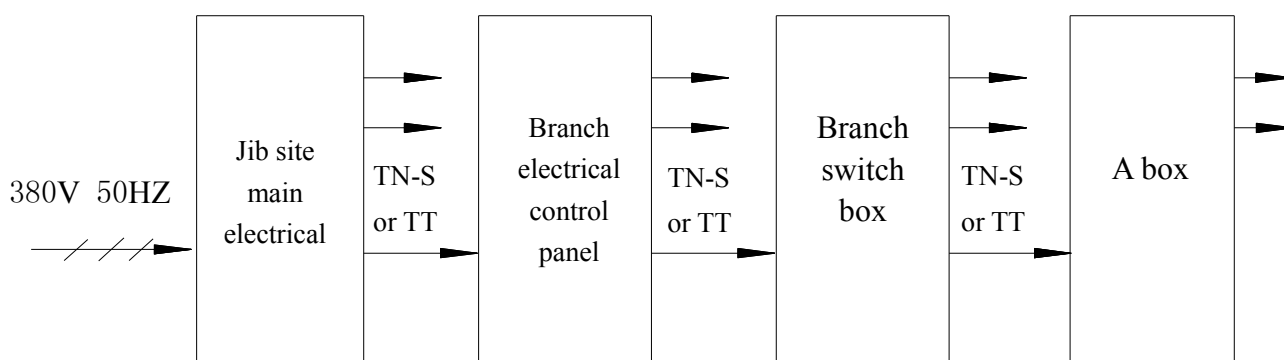 380V 50HZ
Jib site
main
electrical
TN-S
or TT
Branch
electrical
control
panel
TN-S
or TT
Branch
switch
box
TN-S
or TT
A box